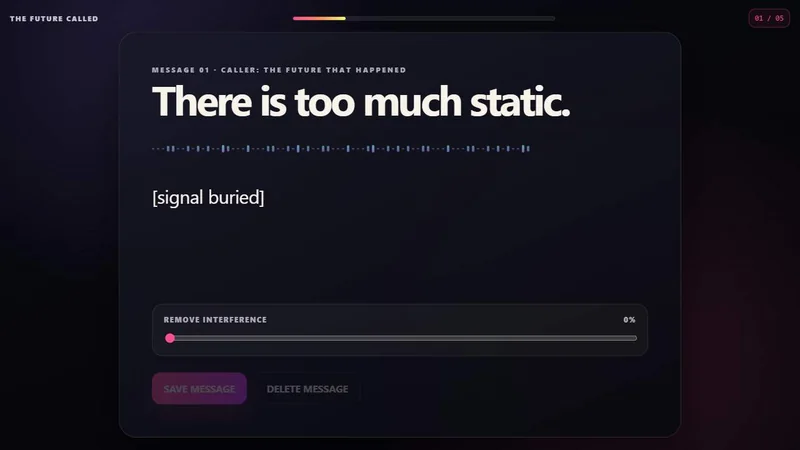 THE FUTURE CALLED
01 / 05
MESSAGE 01 · CALLER: THE FUTURE THAT HAPPENED
There is too much static.
[signal buried]
REMOVE INTERFERENCE
0%
SAVE MESSAGE
DELETE MESSAGE